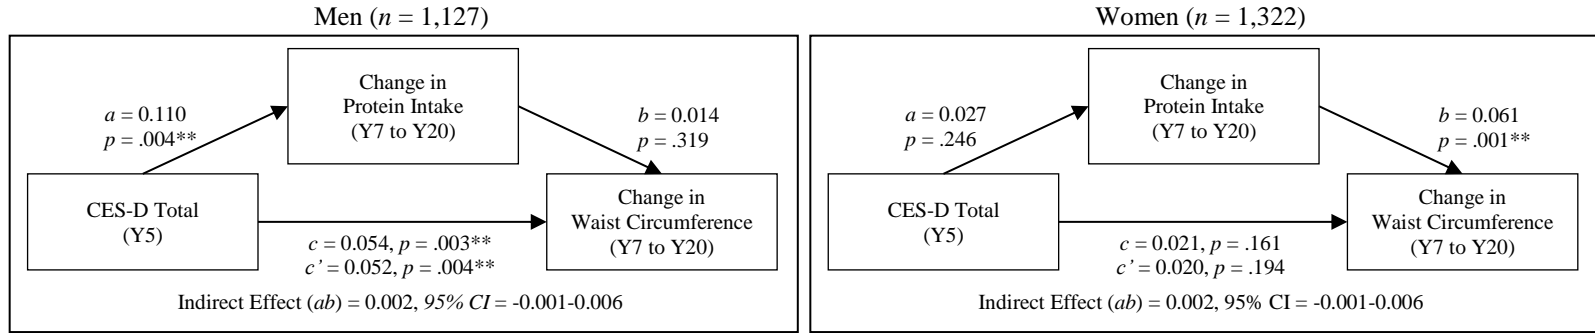 Men (n = 1,127)
Change in
Protein Intake
(Y7 to Y20)
a = 0.110
p = .004**
b = 0.014
p = .319
CES-D Total
(Y5)
Change in
Waist Circumference
(Y7 to Y20)
c = 0.054, p = .003**
c’ = 0.052, p = .004**
Indirect Effect (ab) = 0.002, 95% CI = -0.001-0.006
Women (n = 1,322)
Change in
Protein Intake
(Y7 to Y20)
a = 0.027
p = .246
b = 0.061
p = .001**
CES-D Total
(Y5)
Change in
Waist Circumference
(Y7 to Y20)
c = 0.021, p = .161
c’ = 0.020, p = .194
Indirect Effect (ab) = 0.002, 95% CI = -0.001-0.006